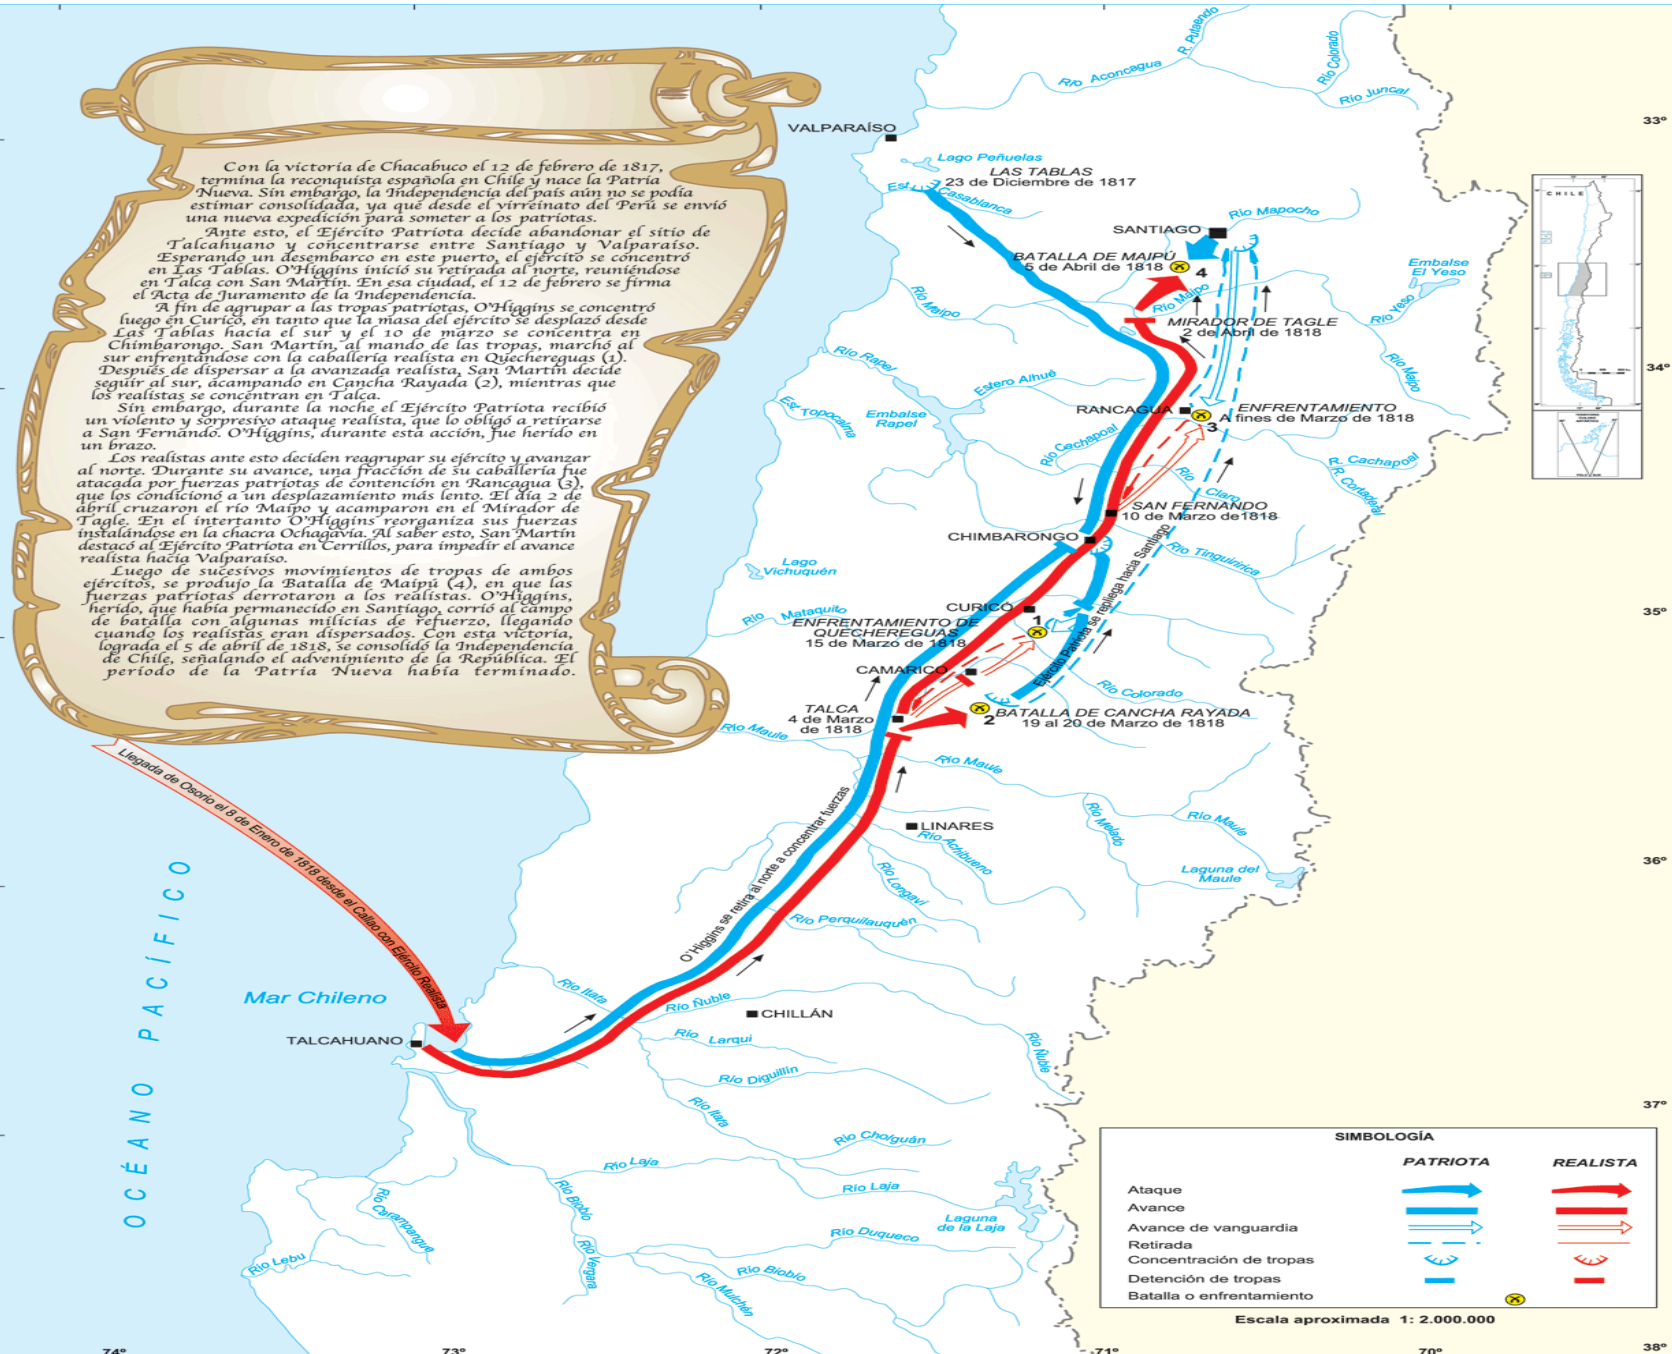 Con la victoria de Chacabuco el 12 de febrero de 1817,
termina la reconquista española en Chile y nace la Patria
Nueva. Sin embargo, la Independencia del país aún no se podía
estimar consolidada, ya que desde el virreinato del Perú se envió
una nueva expedición para someter a los patriotas.
Ante esto, el Ejército Patriota decide abandonar el sitio de
Talcahuano y concentrarse entre Santiago y Valparaíso.
Esperando un desembarco en este puerto, el ejército se concentró
en Las Tablas. O'Higgins inició su retirada al norte, reuniéndose
en Talca con San Martín. En esa ciudad, el 12 de febrero se firma
el Acta de Juramento de la Independencia.
A fin de agrupar a las tropas patriotas, O'Higgins se concentró
luego en Curicó, en tanto que la masa del ejército se desplazó desde
Las Tablas hacia el sur y el 10 de marzo se concentra en
Chimbarongo. San Martín, al mando de las tropas, marchó al
sur enfrentándose con la caballería realista en Quechereguas (1).
Después de dispersar a la avanzada realista, San Martín decide
seguir al sur, acampando en Cancha Rayada (2), mientras que
los realistas se concentran en Talca.
Sin embargo, durante la noche el Ejército Patriota recibió
un violento y sorpresivo ataque realista, que lo obligó a retirarse
a San Fernando. O'Higgins, durante esta acción, fue herido en
un brazo.
Los realistas ante esto deciden reagrupar su ejército y avanzar
al norte. Durante su avance, una fracción de su caballería fue
atacada por fuerzas patriotas de contención en Rancagua (3),
que los condicionó a un desplazamiento más lento. El día 2 de
abril cruzaron el río Maipo y acamparon en el Mirador de
Tagle. En el intertanto O'Higgins reorganiza sus fuerzas
instalándose en la chacra Ochagavía. Al saber esto, San Martín
destacó al Ejército Patriota en Cerrillos, para impedir el avance
realista hacia Valparaíso.
Luego de sucesivos movimientos de tropas de ambos
ejércitos, se produjo la Batalla de Maipú (4), en que las
fuerzas patriotas derrotaron a los realistas. O'Higgins,
herido, que había permanecido en Santiago, corrió al campo
de batalla con algunas milicias de refuerzo, llegando
cuando los realistas eran dispersados. Con esta victoria,
lograda el 5 de abril de 1818, se consolidó la Independencia
de Chile, señalando el advenimiento de la República. El
período de la Patria Nueva había terminado.
Llegada de Osorio el 8 de Enero de 1818 desde el Callao con Ejército Realista
OCÉANO PACÍFICO
Mar Chileno
R. Putaendo
Río Colorado
Río Aconcagua
Río Juncal
VALPARAÍSO
Lago Peñuelas
LAS TABLAS
23 de Diciembre de 1817
Est. Casablanca
Río Mapocho
SANTIAGO
BATALLA DE MAIPÚ
5 de Abril de 1818
4
Río Maipo
Río Maipo
MIRADOR DE TAGLE
2 de Abril de 1818
Embalse
El Yeso
Río Yeso
Río Maipo
Río Rapel
Estero Alhué
Est. Topocalma
Embalse
Rapel
RANCAGUA
ENFRENTAMIENTO
A fines de Marzo de 1818
3
Río Cachapoal
R. Cachapoal
R. Cortaderal
Río Claro
SAN FERNANDO
10 de Marzo de1818
CHIMBARONGO
Río Tinguiririca
Lago
Vichuquén
Río Mataquito
CURICÓ
1
ENFRENTAMIENTO DE
QUECHEREGUAS
15 de Marzo de 1818
Ejército Patriota se repliega hacia Santiago
CAMARICO
Río Colorado
TALCA
4 de Marzo
de 1818
2
BATALLA DE CANCHA RAYADA
19 al 20 de Marzo de 1818
Río Maule
Río Maule
O'Higgins se retira al norte a concentrar fuerzas
LINARES
Río Achibueno
Río Melado
Río Maule
Laguna del
Maule
Río Longaví
Río Perquilauquén
Río Itata
Río Ñuble
CHILLÁN
TALCAHUANO
Río Larqui
Río Ñuble
Río Diguillín
Río Itata
Río Cholguán
Río Laja
Río Laja
Río Biobío
Río Carampangue
Laguna
de la Laja
Río Duqueco
Río Lebu
Río Vergara
Río Biobío
Río Mulchén
CHILE
33°
34°
35°
36°
37°
38°
74°
73°
72°
71°
70°
SIMBOLOGÍA
PATRIOTA REALISTA
Ataque
Avance
Avance de vanguardia
Retirada
Concentración de tropas
Detención de tropas
Batalla o enfrentamiento
Escala aproximada 1: 2.000.000